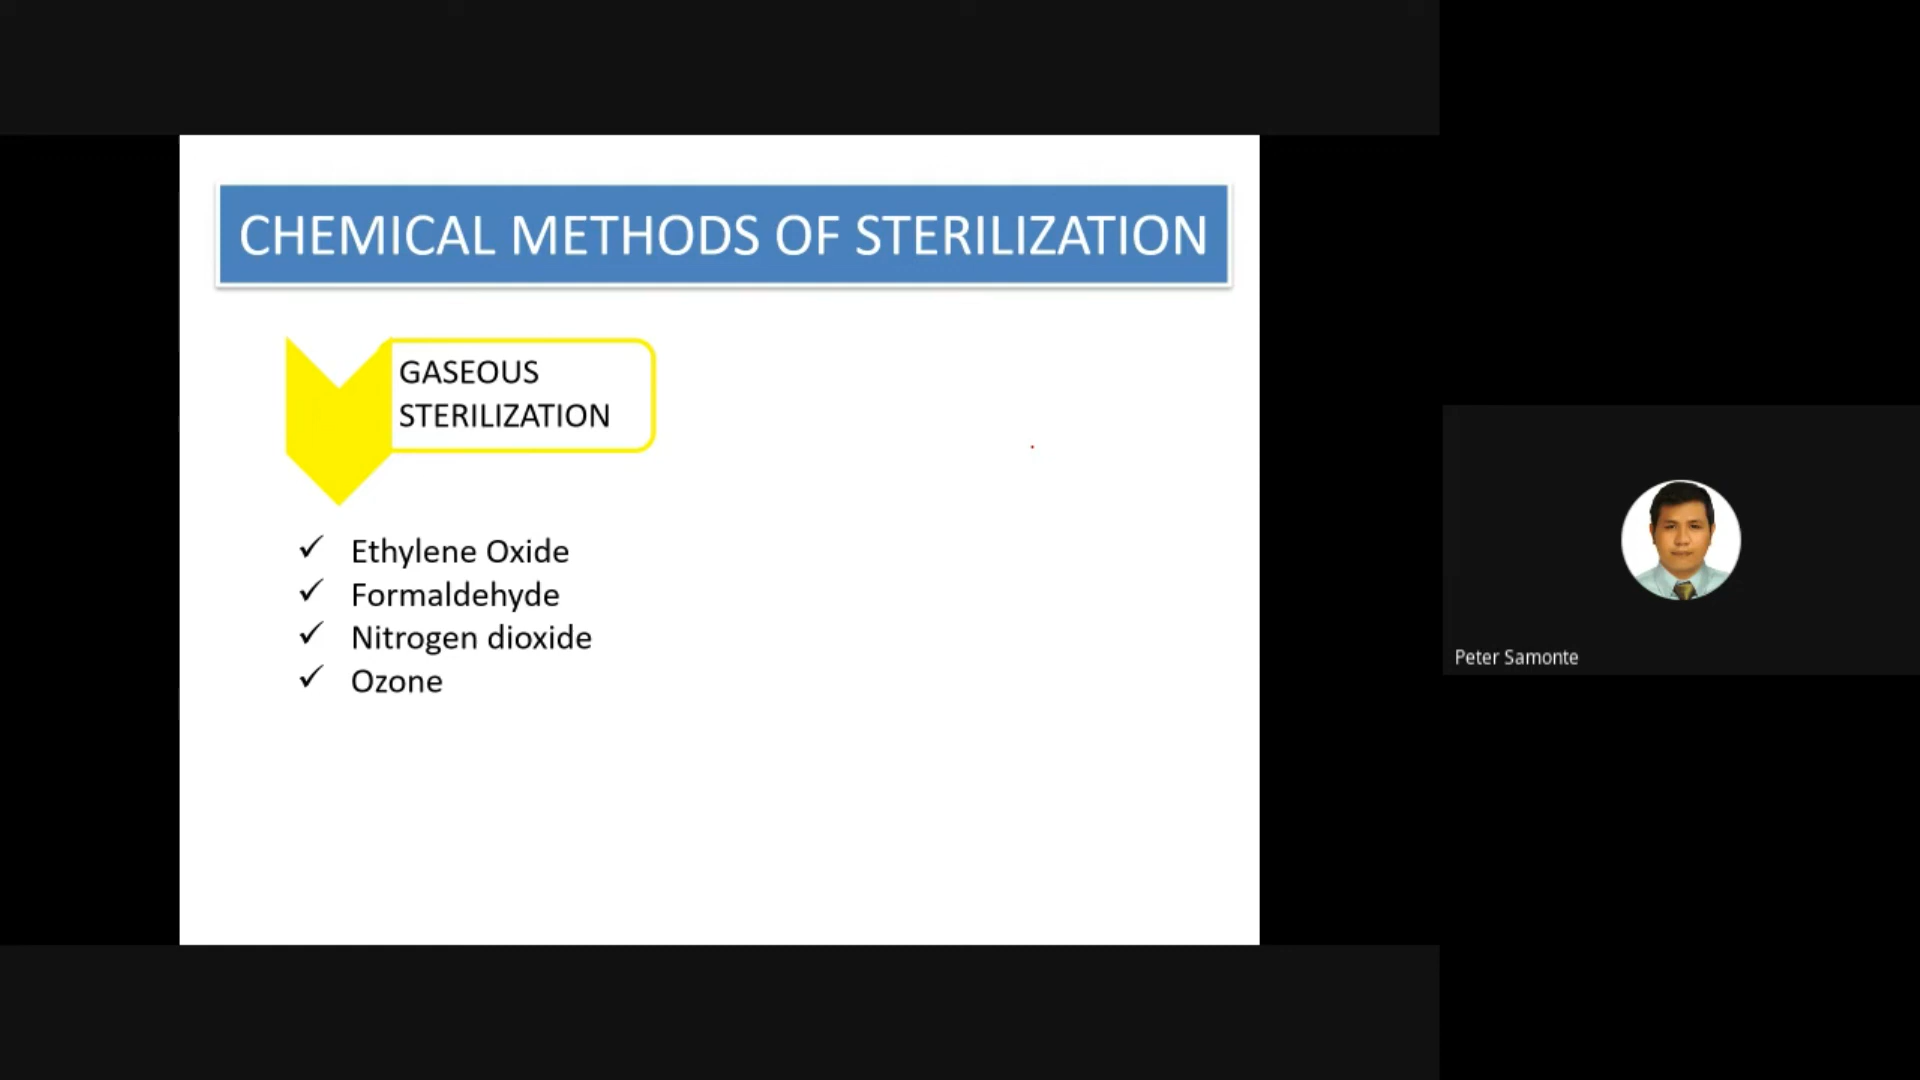 CHEMICAL METHODS OF STERILIZATION
GASEOUS
STERILIZATION
✓ Ethylene Oxide
✓ Formaldehyde
✓ Nitrogen dioxide
✓ Ozone
Peter Samonte